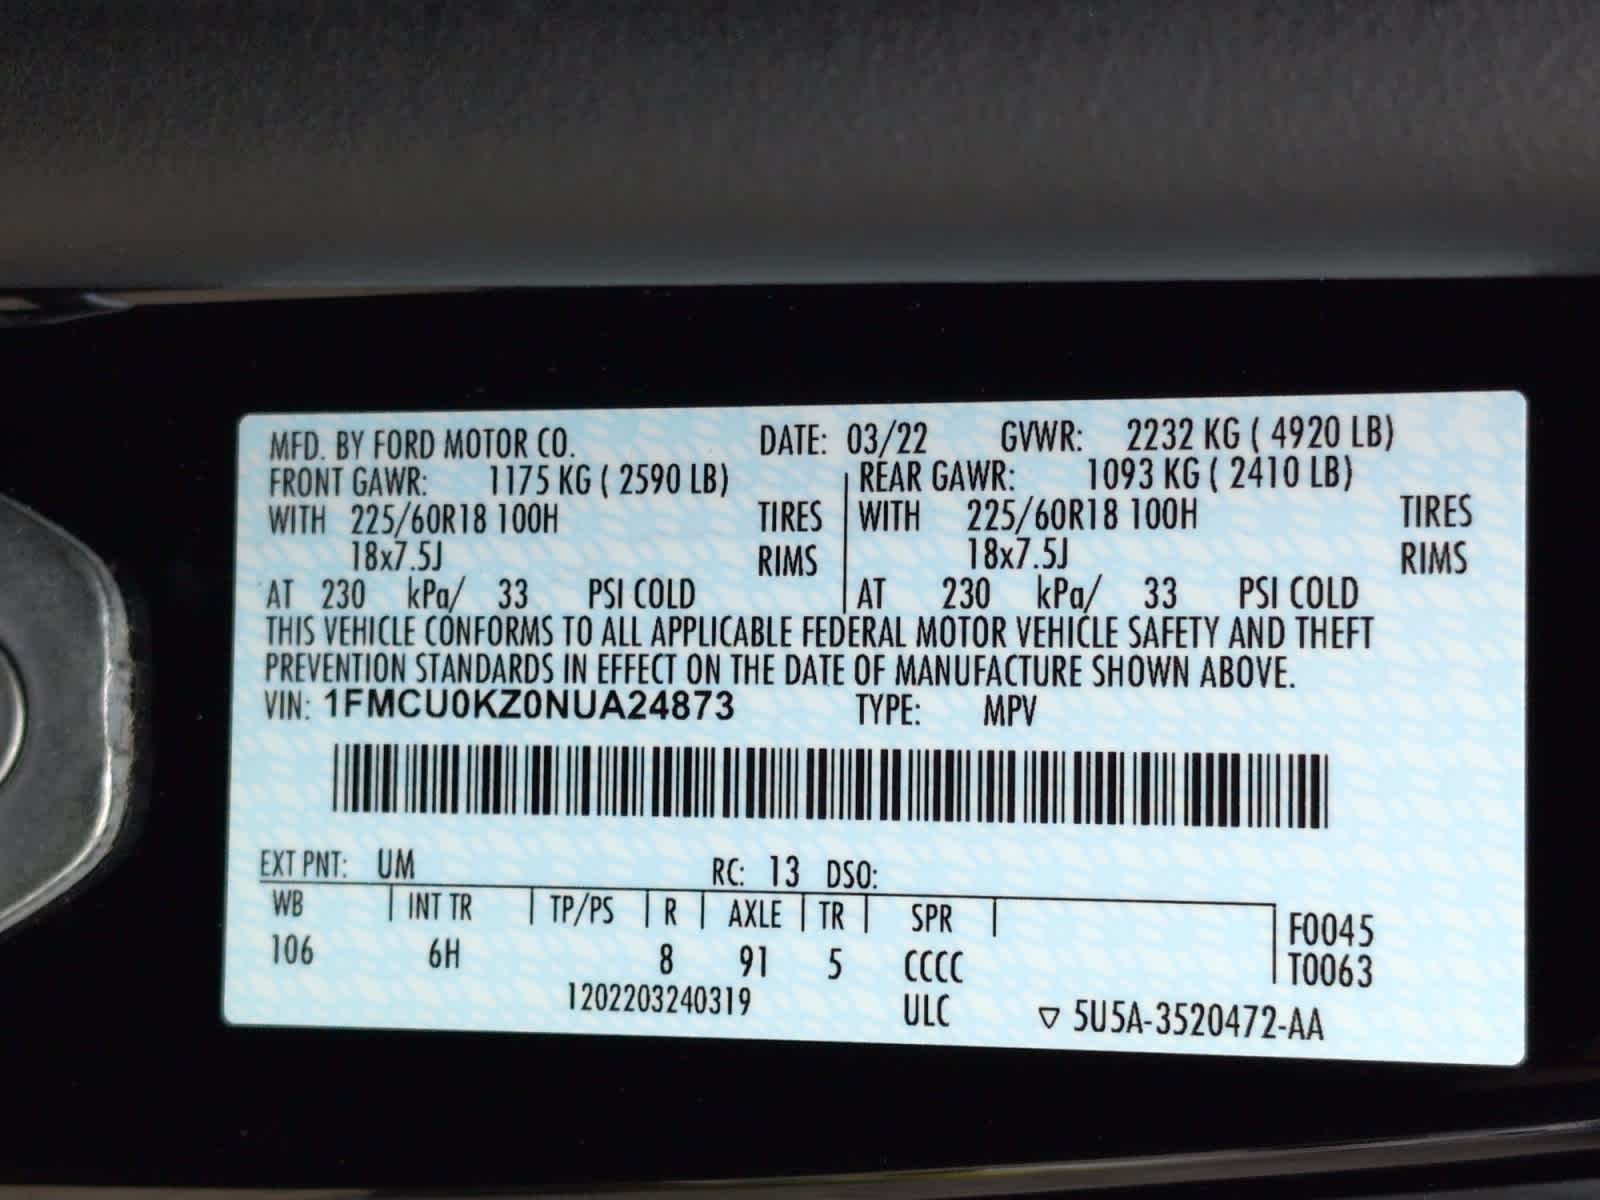 MFD. BY FORD MOTOR CO. DATE: 03/22 GVWR: 2232 KG ( 4920 LB)
FRONT GAWR: 1175 KG ( 2590 LB) REAR GAWR: 1093 KG ( 2410 LB)
WITH 225/60R18 100H TIRES WITH 225/60R18 100H TIRES
18x7.5J RIMS 18x7.5J RIMS
AT 230 kPa/ 33 PSI COLD AT 230 kPa/ 33 PSI COLD
THIS VEHICLE CONFORMS TO ALL APPLICABLE FEDERAL MOTOR VEHICLE SAFETY AND THEFT
PREVENTION STANDARDS IN EFFECT ON THE DATE OF MANUFACTURE SHOWN ABOVE.
VIN: 1FMCU0KZ0NUA24873 TYPE: MPV
EXT PNT: UM RC: 13 DSO:
WB INT TR TP/PS R AXLE TR SPR F0045
106 6H 8 91 5 CCCC T0063
1202203240319 ULC ▽ 5U5A-3520472-AA